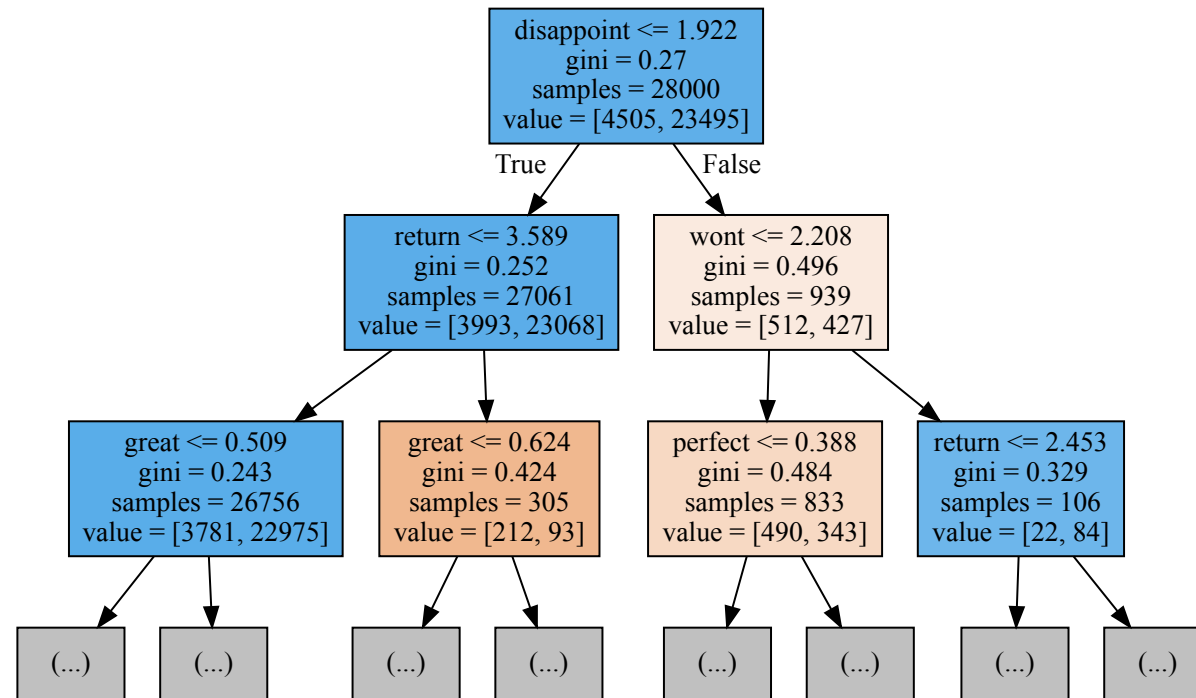 disappoint <= 1.922
gini = 0.27
samples = 28000
value = [4505, 23495]
True
False
return <= 3.589
gini = 0.252
samples = 27061
value = [3993, 23068]
wont <= 2.208
gini = 0.496
samples = 939
value = [512, 427]
great <= 0.509
gini = 0.243
samples = 26756
value = [3781, 22975]
great <= 0.624
gini = 0.424
samples = 305
value = [212, 93]
perfect <= 0.388
gini = 0.484
samples = 833
value = [490, 343]
return <= 2.453
gini = 0.329
samples = 106
value = [22, 84]
(...)
(...)
(...)
(...)
(...)
(...)
(...)
(...)